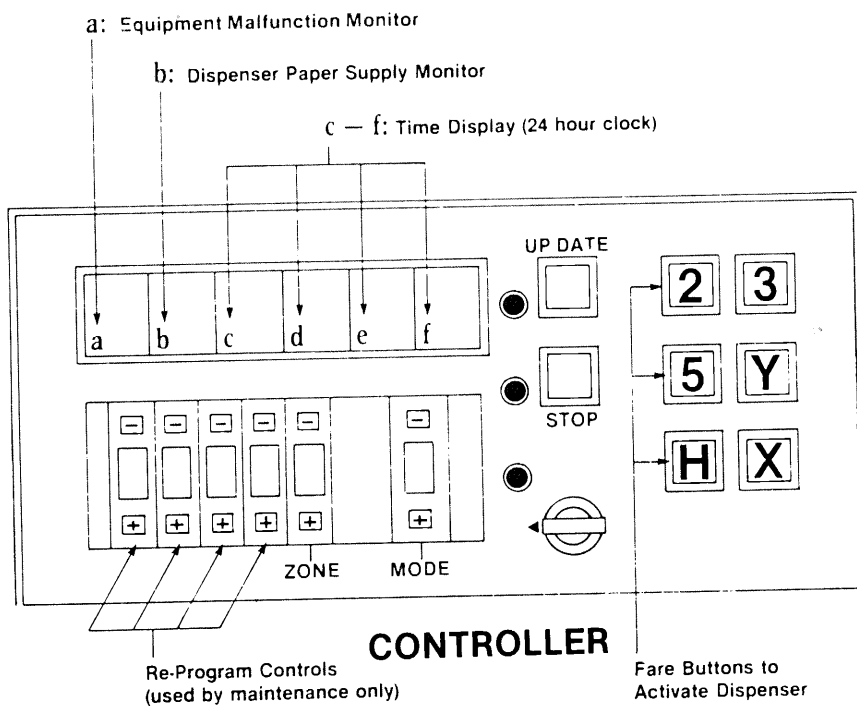 a: Equipment Malfunction Monitor
b: Dispenser Paper Supply Monitor
c – f: Time Display (24 hour clock)
UP DATE
2 3
a b c d e f
5 Y
STOP
H X
− − − − − −
+ + + + + +
ZONE MODE
CONTROLLER
Re-Program Controls
(used by maintenance only)
Fare Buttons to
Activate Dispenser